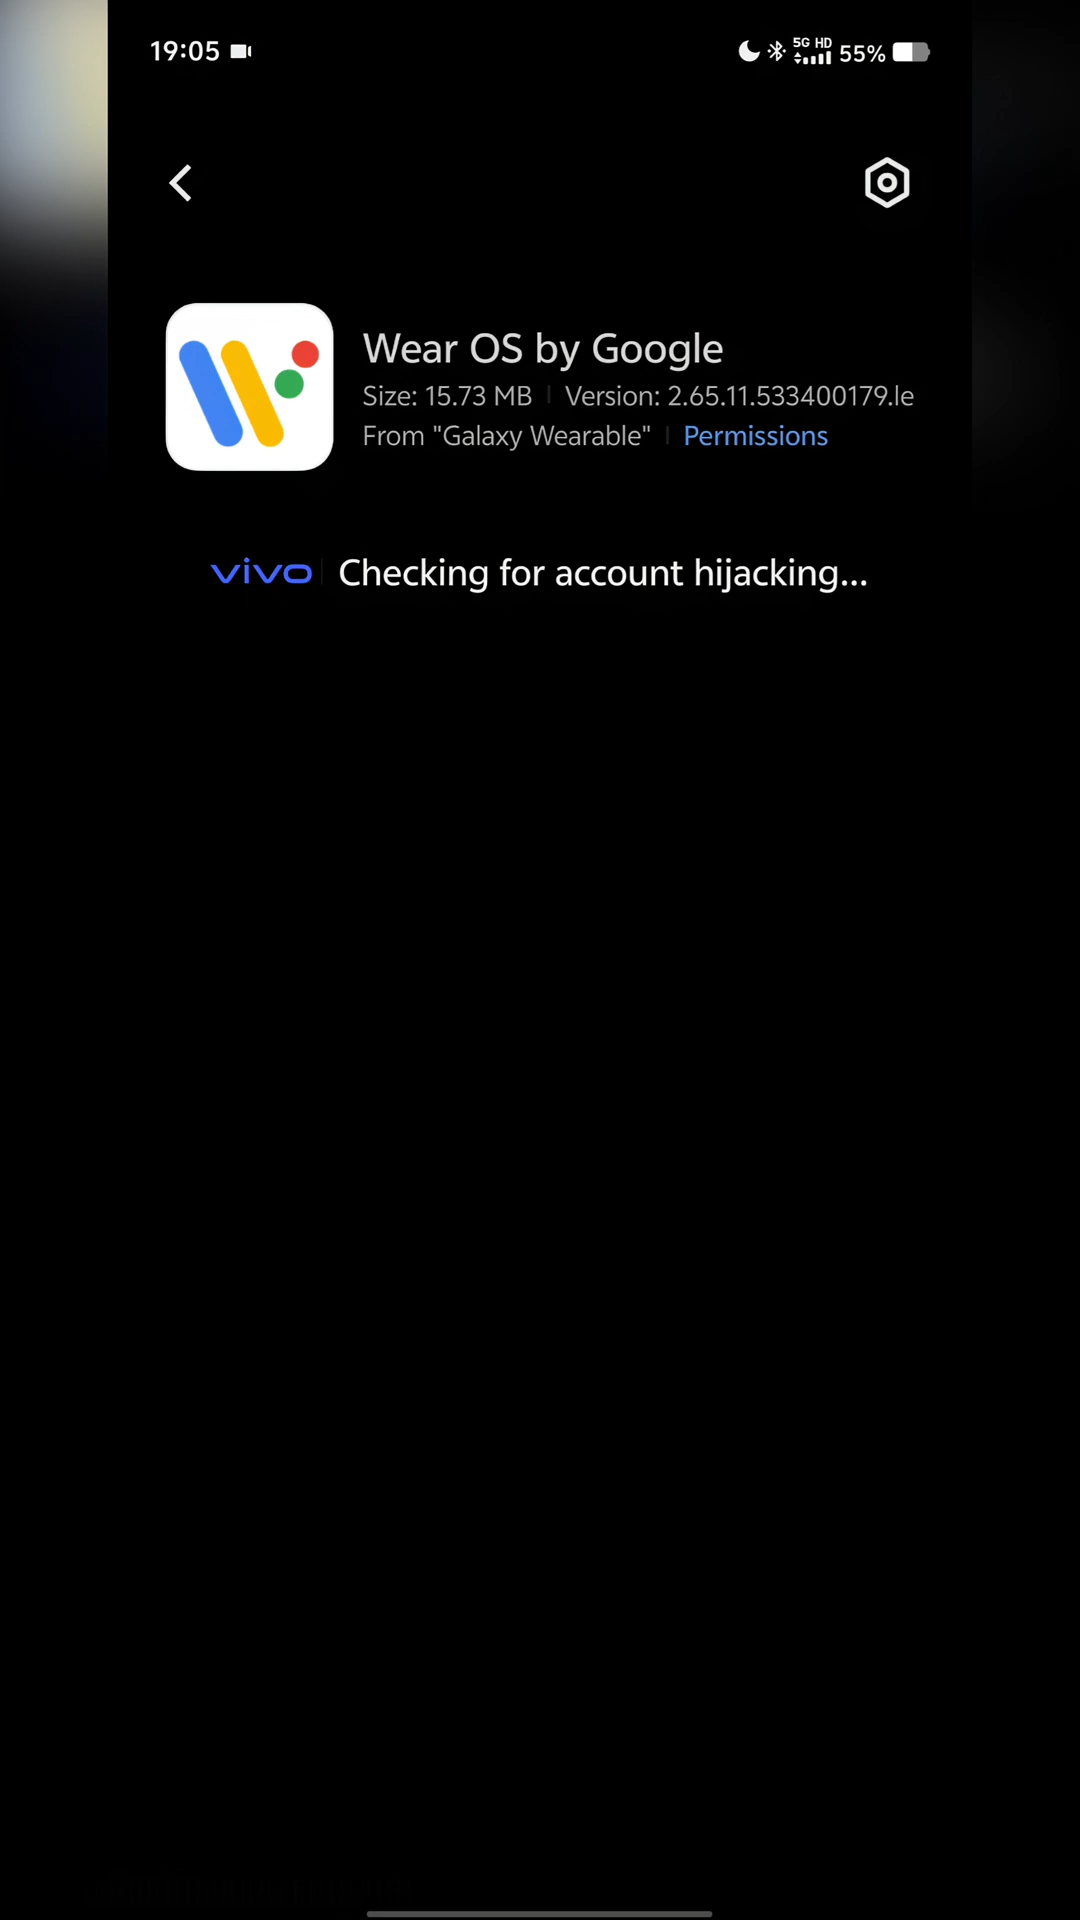 19:05
5G HD
55%
Wear OS by Google
Size: 15.73 MB
Version: 2.65.11.533400179.le
From "Galaxy Wearable"
Permissions
vivo Checking for account hijacking...